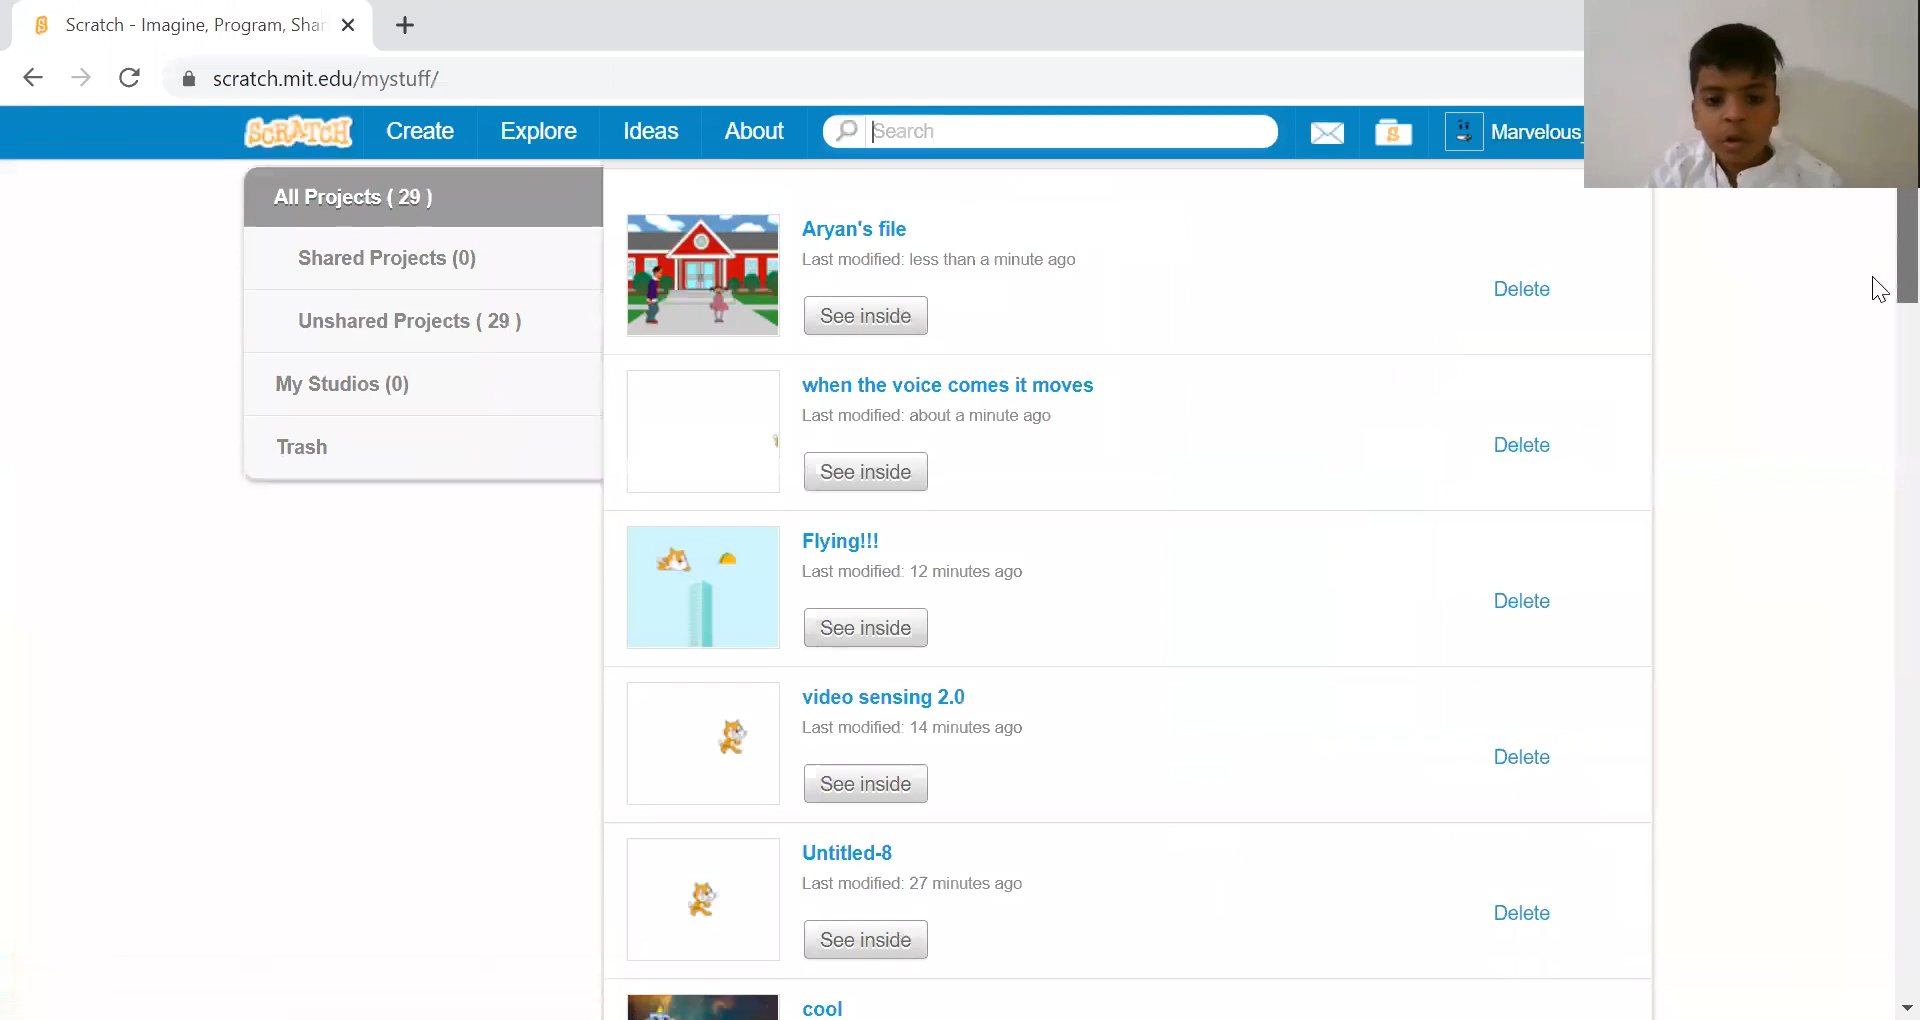 Scratch - Imagine, Program, Shar
scratch.mit.edu/mystuff/
SCRATCH Create Explore Ideas About Search Marvelous_
All Projects ( 29 )
Shared Projects (0)
Unshared Projects ( 29 )
My Studios (0)
Trash
Aryan's file
Last modified: less than a minute ago
See inside
Delete
when the voice comes it moves
Last modified: about a minute ago
See inside
Delete
Flying!!!
Last modified: 12 minutes ago
See inside
Delete
video sensing 2.0
Last modified: 14 minutes ago
See inside
Delete
Untitled-8
Last modified: 27 minutes ago
See inside
Delete
cool